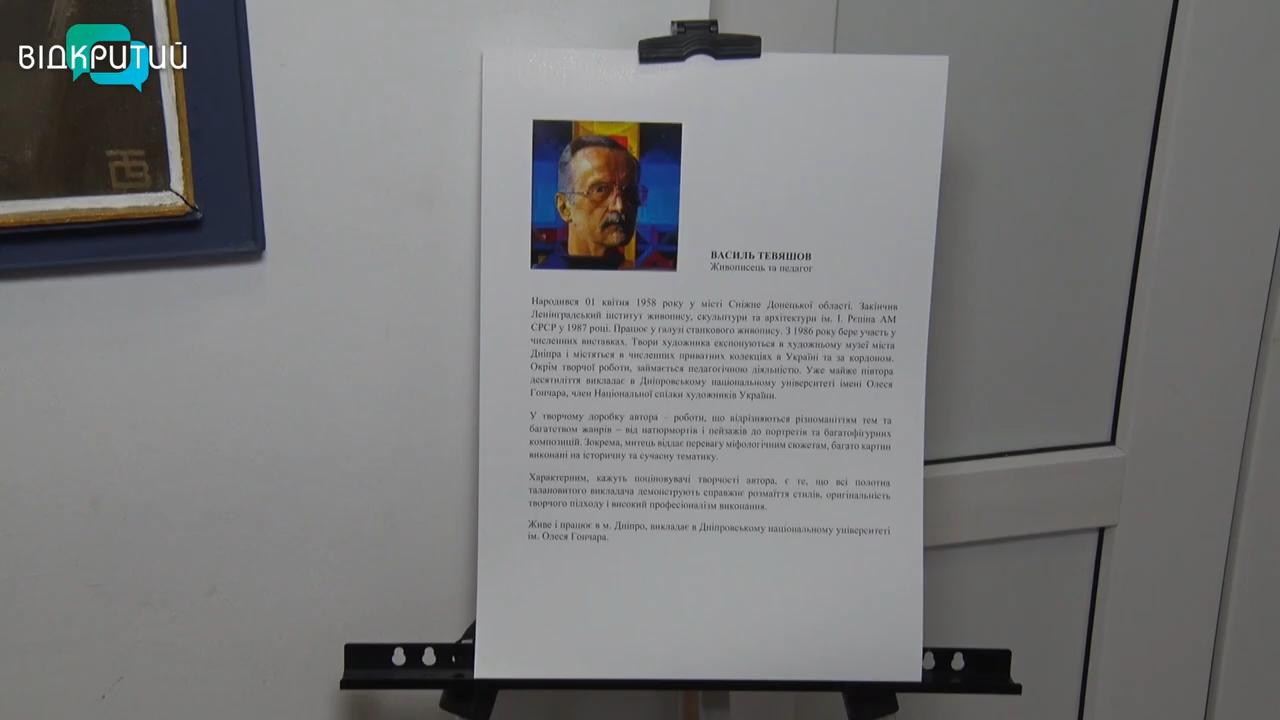 ВІДКРИТИЙ
ВАСИЛЬ ТЕВЯШОВ
Живописець та педагог
Народився 01 квітня 1958 року у місті Сніжне Донецької області. Закінчив
Ленінградський інститут живопису, скульптури та архітектури ім. І. Рєпіна АМ
СРСР у 1987 році. Працює у галузі станкового живопису. З 1986 року бере участь у
численних виставках. Твори художника експонуються в художньому музеї міста
Дніпра і містяться в численних приватних колекціях в Україні та за кордоном.
Окрім творчої роботи, займається педагогічною діяльністю. Уже майже півтора
десятиліття викладає в Дніпровському національному університеті імені Олеся
Гончара, член Національної спілки художників України.
У творчому доробку автора – роботи, що відрізняються різноманіттям тем та
багатством жанрів – від натюрмортів і пейзажів до портретів та багатофігурних
композицій. Зокрема, митець віддає перевагу міфологічним сюжетам, багато картин
виконані на історичну та сучасну тематику.
Характерним, кажуть поціновувачі творчості автора, є те, що всі полотна
талановитого викладача демонструють справжнє розмаїття стилів, оригінальність
творчого підходу і високий професіоналізм виконання.
Живе і працює в м. Дніпро, викладає в Дніпровському національному університеті
ім. Олеся Гончара.